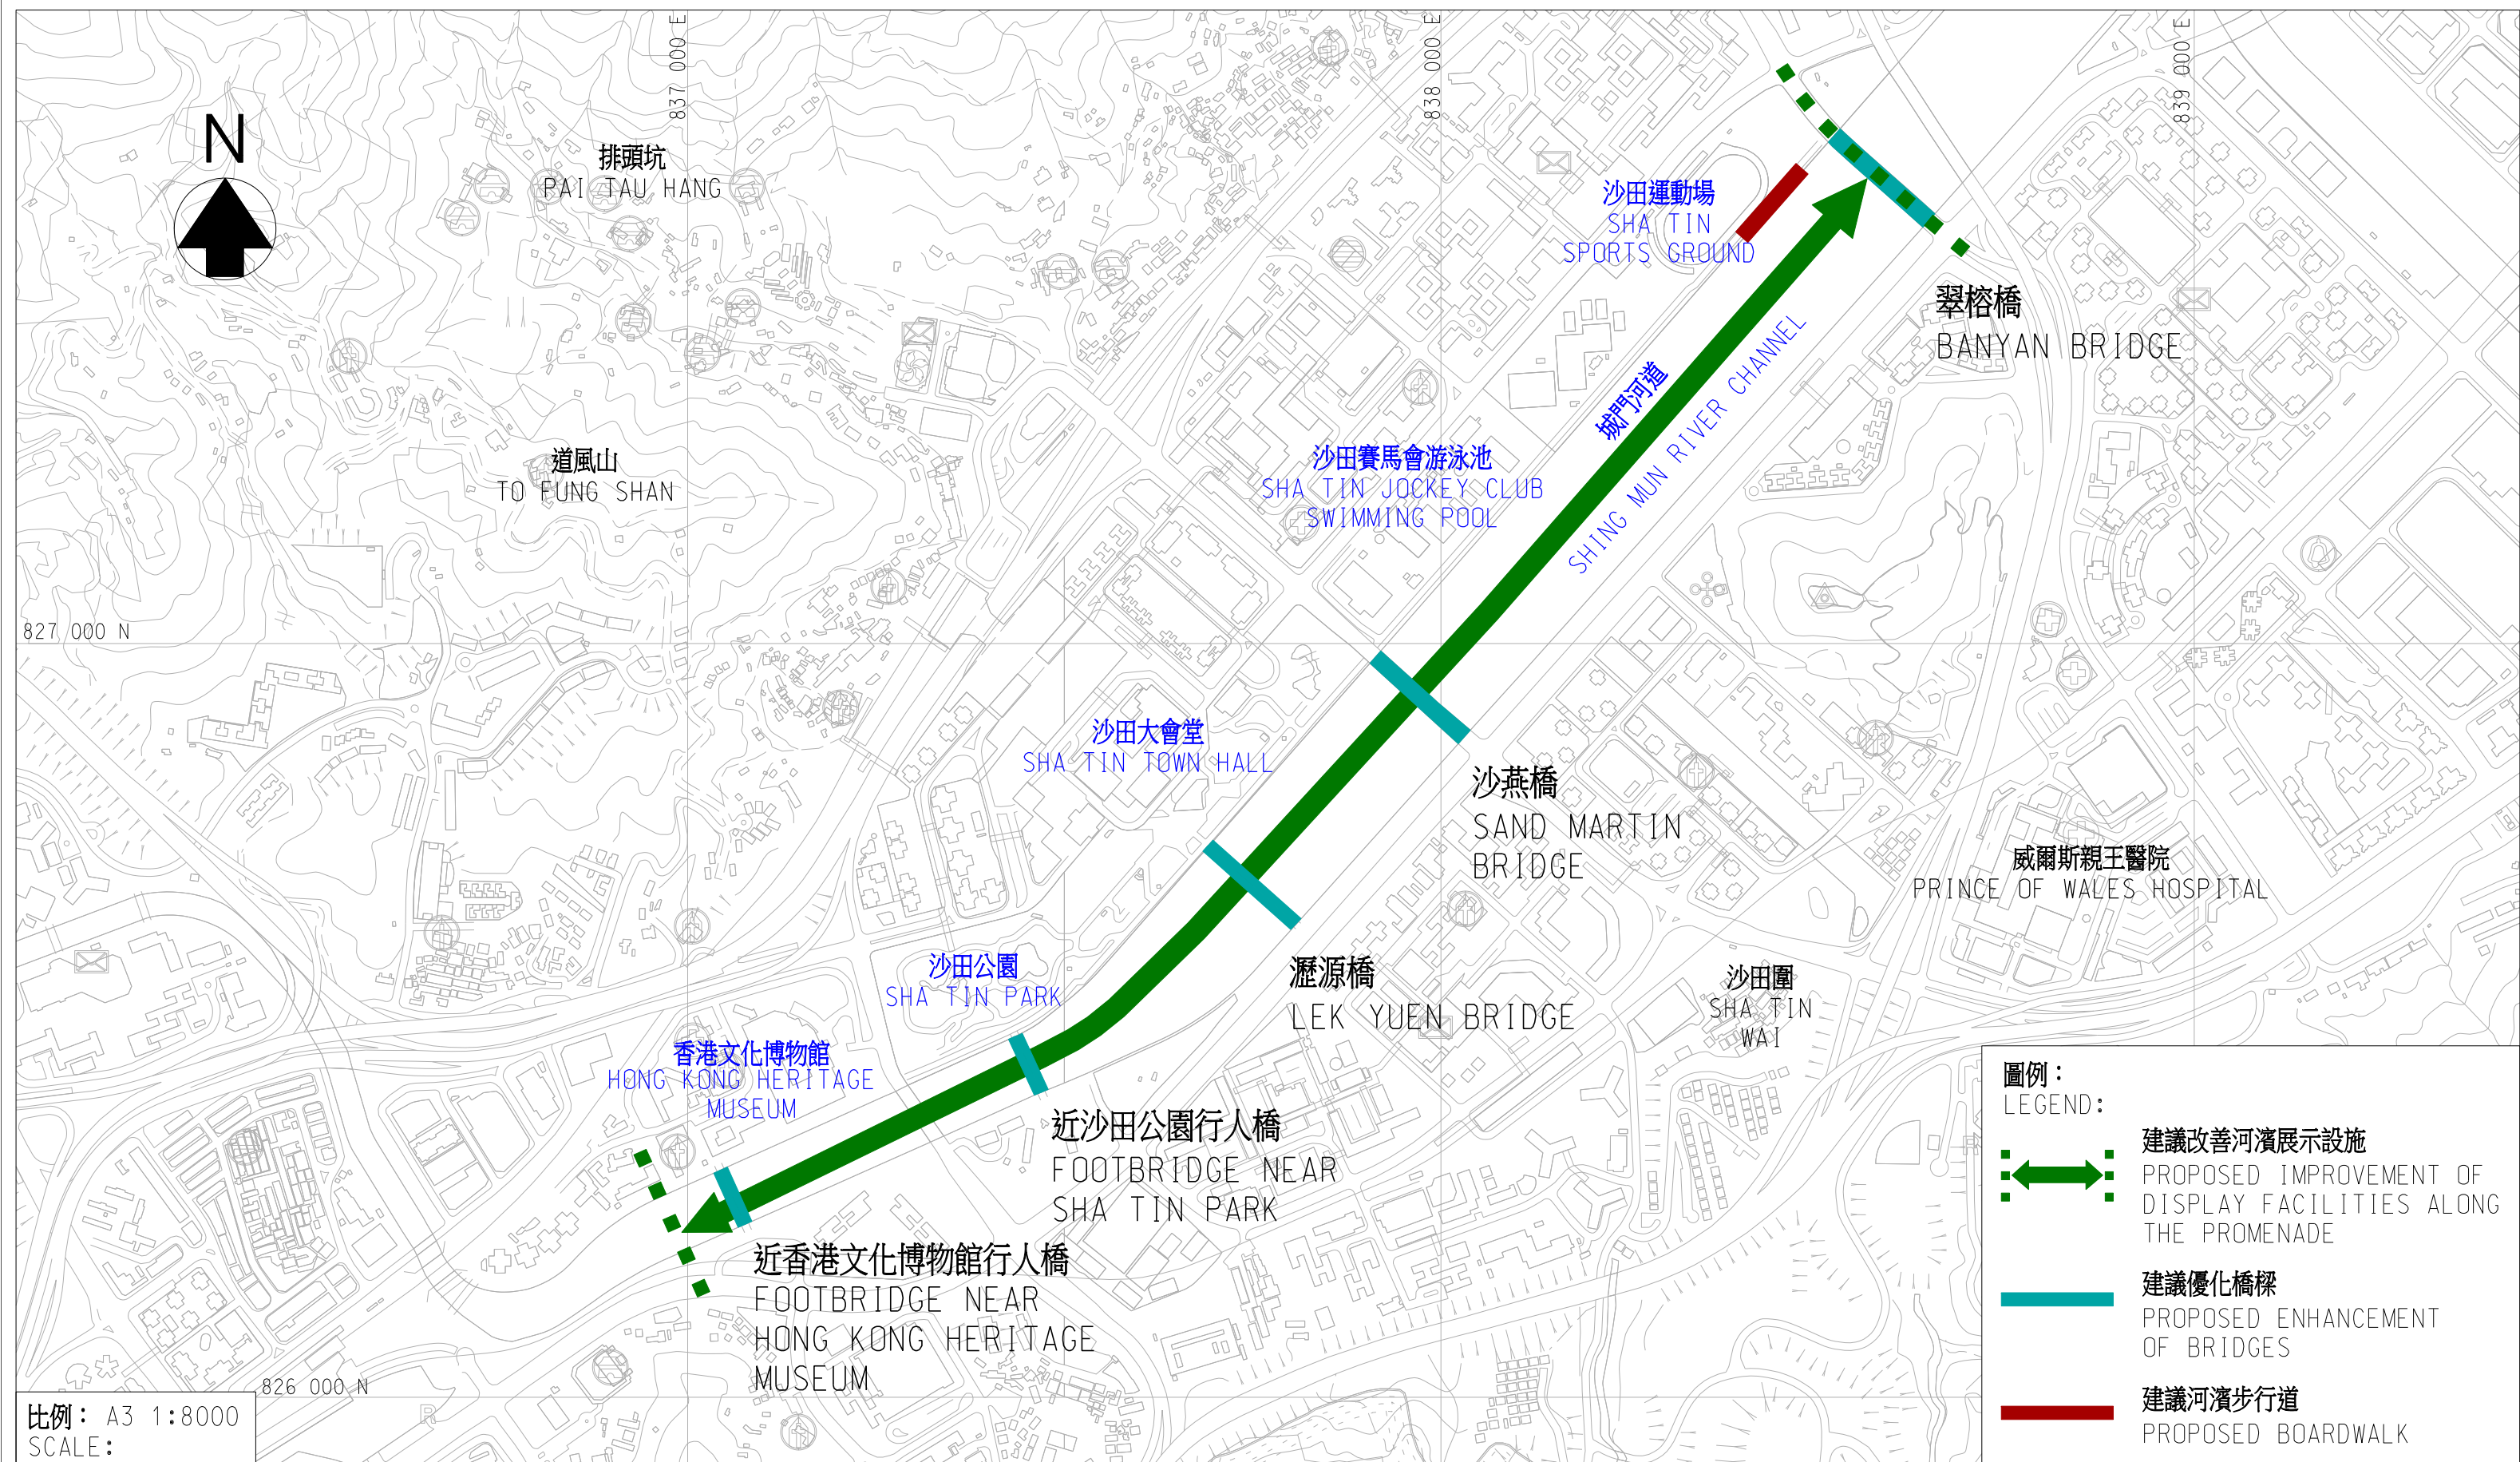 837 000 E
838 000 E
839 000 E
N
排頭坑
PAI TAU HANG
沙田運動場
SHA TIN
SPORTS GROUND
翠榕橋
BANYAN BRIDGE
城門河道
SHING MUN RIVER CHANNEL
道風山
TO FUNG SHAN
沙田賽馬會游泳池
SHA TIN JOCKEY CLUB
SWIMMING POOL
827 000 N
沙田大會堂
SHA TIN TOWN HALL
沙燕橋
SAND MARTIN
BRIDGE
威爾斯親王醫院
PRINCE OF WALES HOSPITAL
沙田公園
SHA TIN PARK
瀝源橋
LEK YUEN BRIDGE
沙田圍
SHA TIN
WAI
香港文化博物館
HONG KONG HERITAGE
MUSEUM
近沙田公園行人橋
FOOTBRIDGE NEAR
SHA TIN PARK
近香港文化博物館行人橋
FOOTBRIDGE NEAR
HONG KONG HERITAGE
MUSEUM
826 000 N
R
比例： A3 1:8000
SCALE:
圖例：
LEGEND:
建議改善河濱展示設施
PROPOSED IMPROVEMENT OF
DISPLAY FACILITIES ALONG
THE PROMENADE
建議優化橋樑
PROPOSED ENHANCEMENT
OF BRIDGES
建議河濱步行道
PROPOSED BOARDWALK